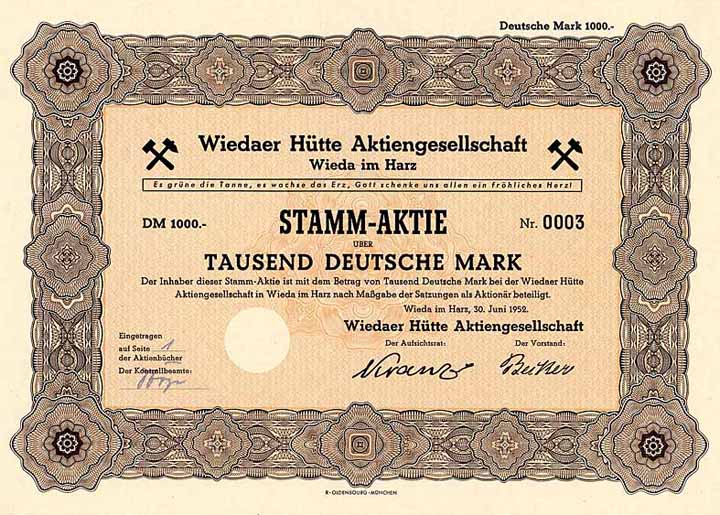 Deutsche Mark 1000.-
Wiedaer Hütte Aktiengesellschaft
Wieda im Harz
Es grüne die Tanne, es wachse das Erz, Gott schenke uns allen ein fröhliches Herz!
DM 1000.- STAMM-AKTIE Nr. 0003
ÜBER
TAUSEND DEUTSCHE MARK
Der Inhaber dieser Stamm-Aktie ist mit dem Betrag von Tausend Deutsche Mark bei der Wiedaer Hütte
Aktiengesellschaft in Wieda im Harz nach Maßgabe der Satzungen als Aktionär beteiligt.
Wieda im Harz, 30. Juni 1952.
Wiedaer Hütte Aktiengesellschaft
Der Aufsichtsrat: Der Vorstand:
Eingetragen
auf Seite 1
der Aktienbücher
Der Kontrollbeamte:
R·OLDENBOURG·MÜNCHEN